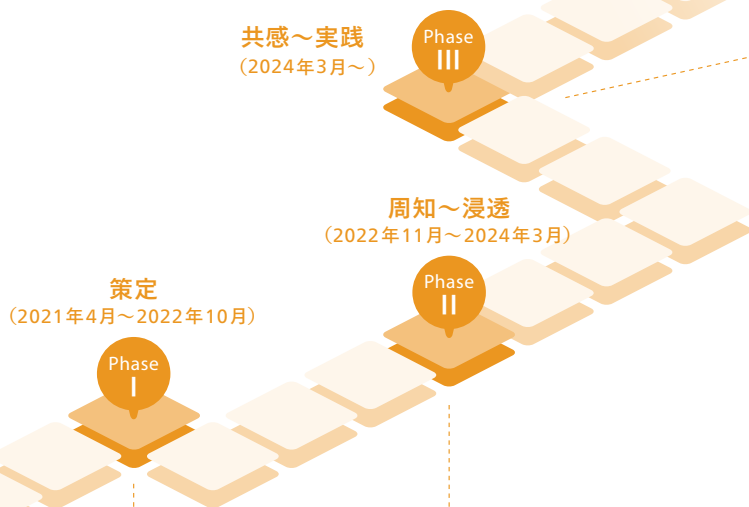 共感～実践
（2024年3月～）
Phase
III
周知～浸透
（2022年11月～2024年3月）
Phase
II
策定
（2021年4月～2022年10月）
Phase
I